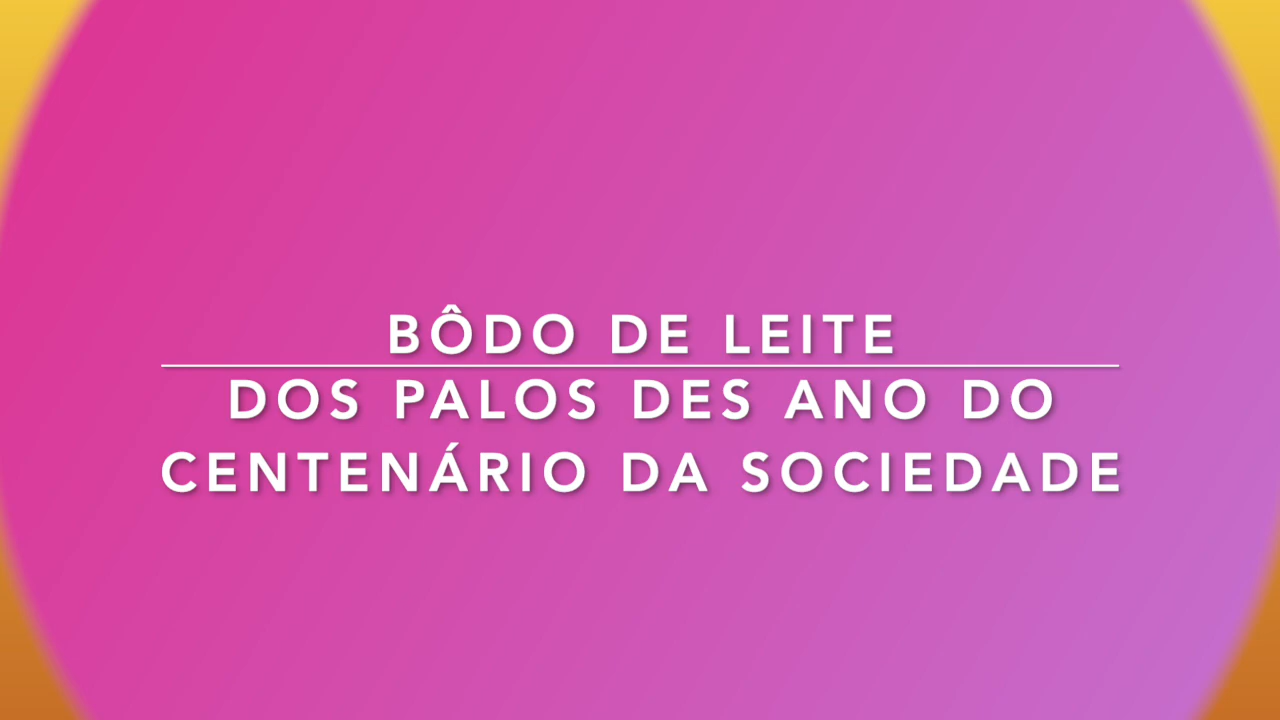 BÔDO DE LEITE
DOS PALOS DES ANO DO
CENTENÁRIO DA SOCIEDADE